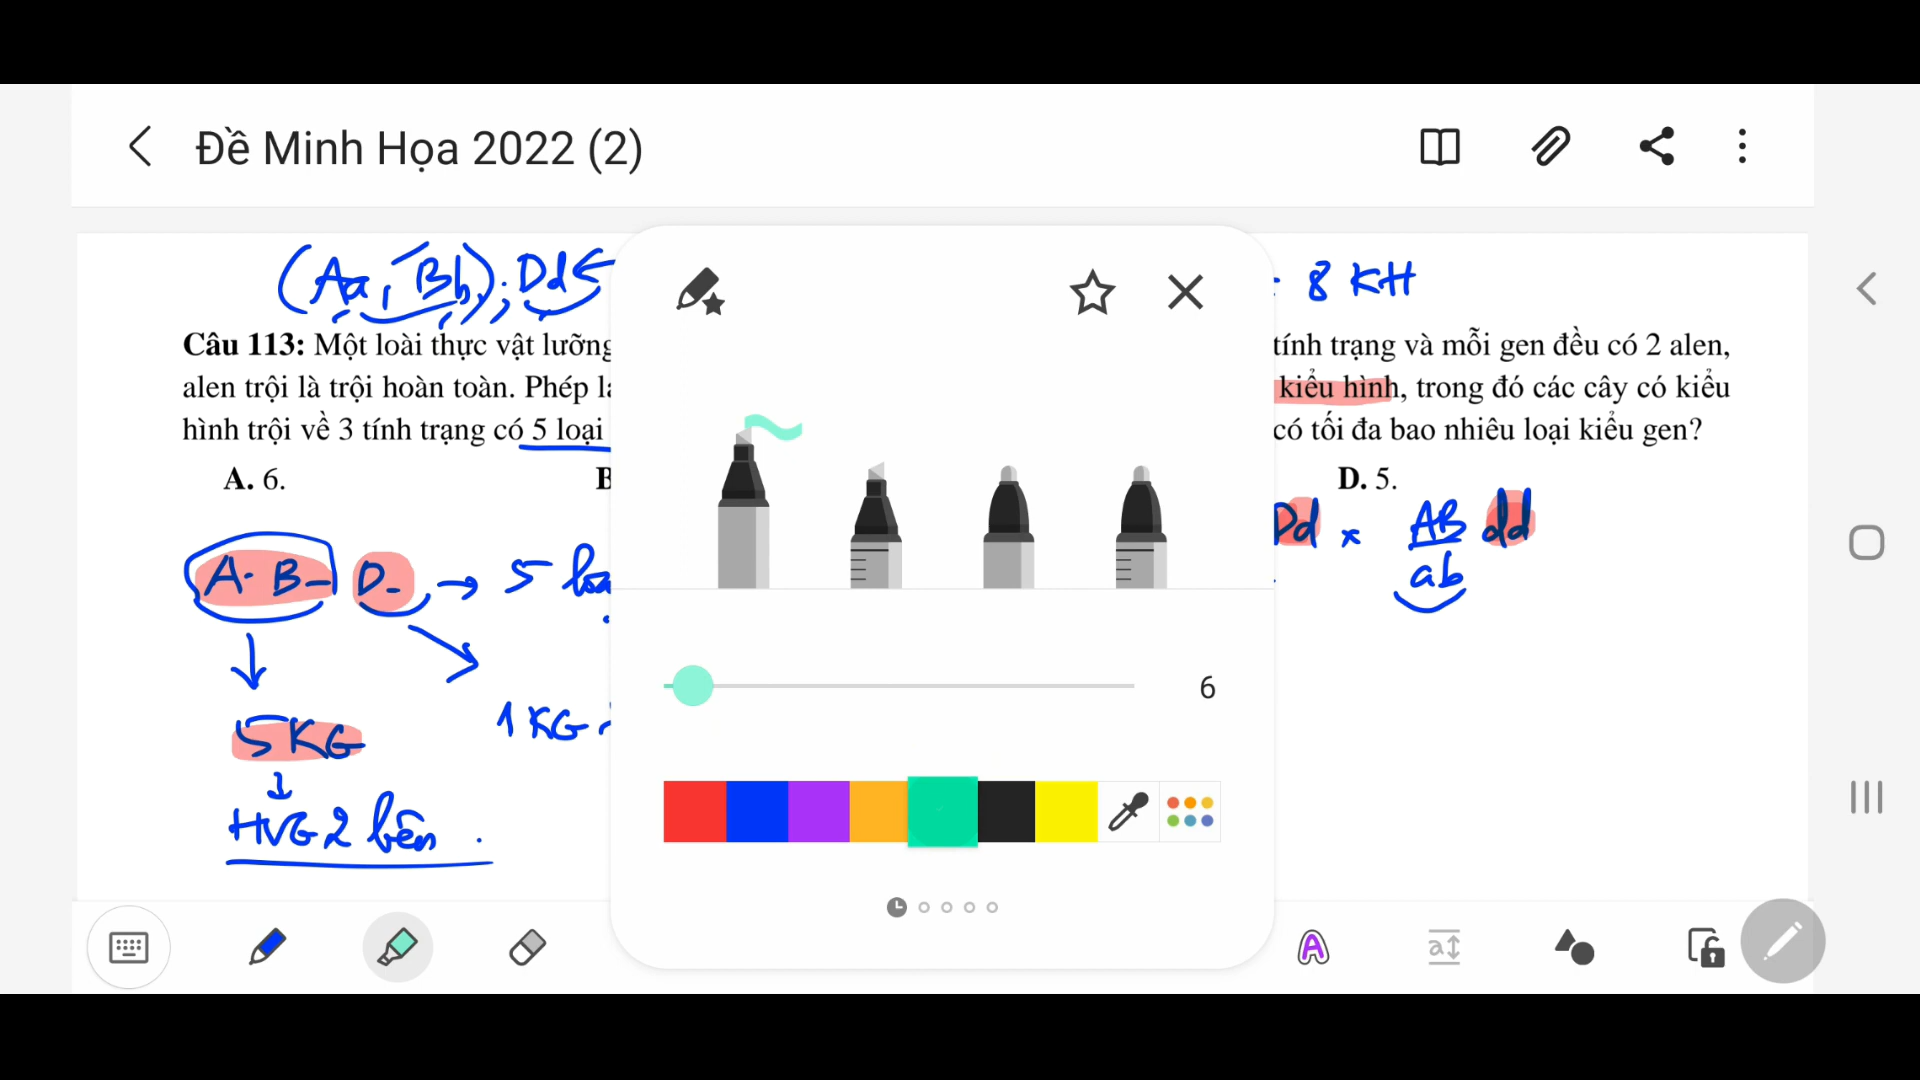 Đề Minh Họa 2022 (2)
(Aa, Bb); Dd
8 KH
Câu 113: Một loài thực vật lưỡng
tính trạng và mỗi gen đều có 2 alen,
alen trội là trội hoàn toàn. Phép
kiểu hình, trong đó các cây có kiểu
hình trội về 3 tính trạng có 5 loại
có tối đa bao nhiêu loại kiểu gen?
A. 6.
D. 5.
A- B- D- → 5
Dd x AB dd
ab
5KG
1 KG
HVG 2 bên.
6